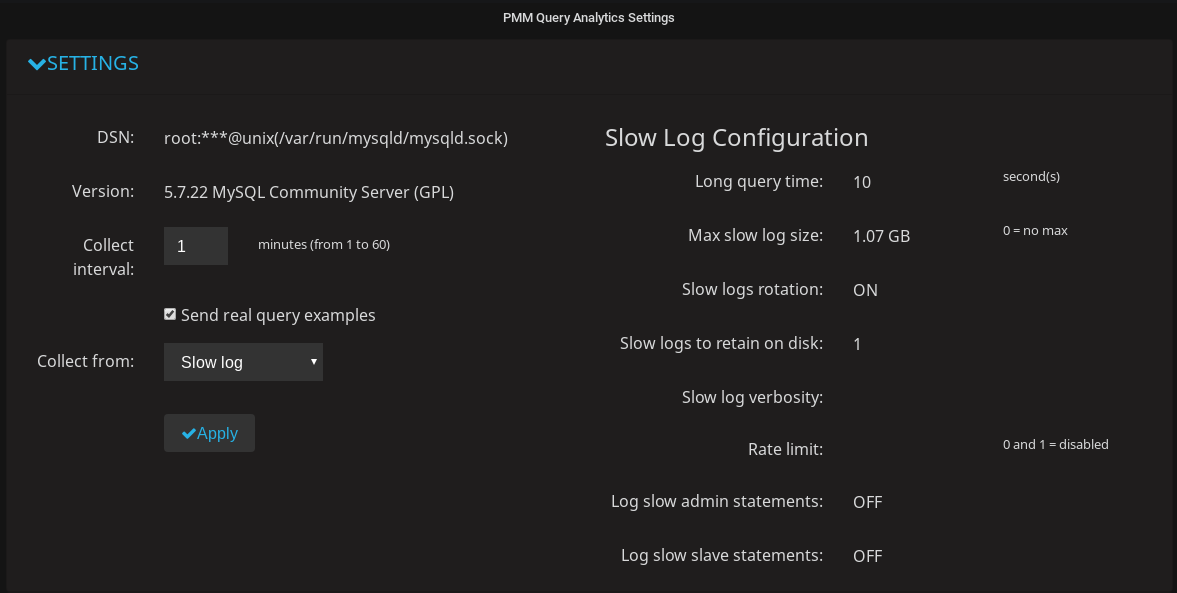 PMM Query Analytics Settings
SETTINGS
DSN: root:***@unix(/var/run/mysqld/mysqld.sock)
Version: 5.7.22 MySQL Community Server (GPL)
Collect interval: 1 minutes (from 1 to 60)
Send real query examples
Collect from: Slow log
Apply
Slow Log Configuration
Long query time: 10 second(s)
Max slow log size: 1.07 GB 0 = no max
Slow logs rotation: ON
Slow logs to retain on disk: 1
Slow log verbosity:
Rate limit: 0 and 1 = disabled
Log slow admin statements: OFF
Log slow slave statements: OFF